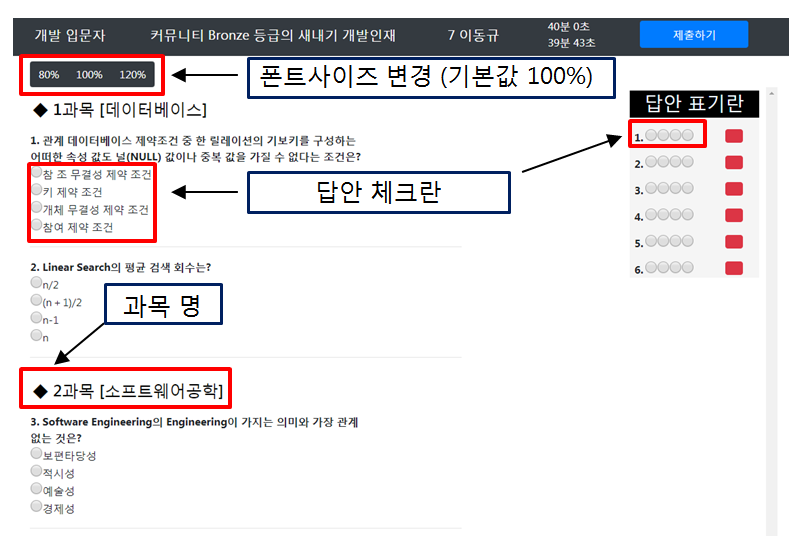 개발 입문자 커뮤니티 Bronze 등급의 새내기 개발인재 7 이동규 40분 0초 제출하기
39분 43초
80% 100% 120%
폰트사이즈 변경 (기본값 100%)
◆ 1과목 [데이터베이스]
1. 관계 데이터베이스 제약조건 중 한 릴레이션의 기보키를 구성하는
어떠한 속성 값도 널(NULL) 값이나 중복 값을 가질 수 없다는 조건은?
참 조 무결성 제약 조건
키 제약 조건
개체 무결성 제약 조건
참여 제약 조건
답안 체크란
2. Linear Search의 평균 검색 회수는?
n/2
(n + 1)/2
n-1
n
과목 명
◆ 2과목 [소프트웨어공학]
3. Software Engineering의 Engineering이 가지는 의미와 가장 관계
없는 것은?
보편타당성
적시성
예술성
경제성
답안 표기란
1.
2.
3.
4.
5.
6.